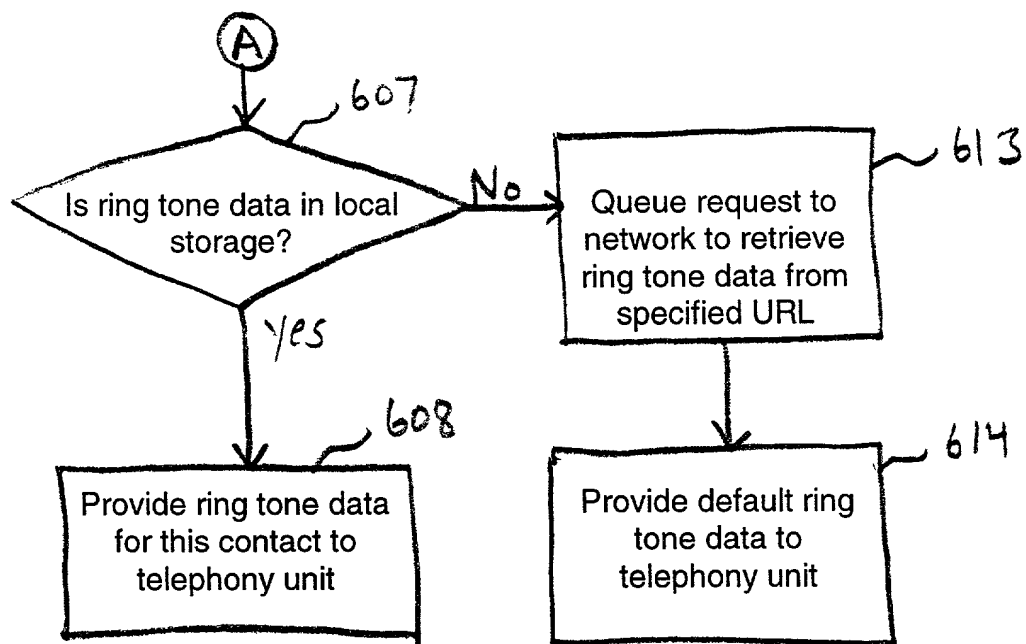 A
607
Is ring tone data in local
storage?
No
Yes
613
Queue request to
network to retrieve
ring tone data from
specified URL
608
Provide ring tone data
for this contact to
telephony unit
614
Provide default ring
tone data to
telephony unit